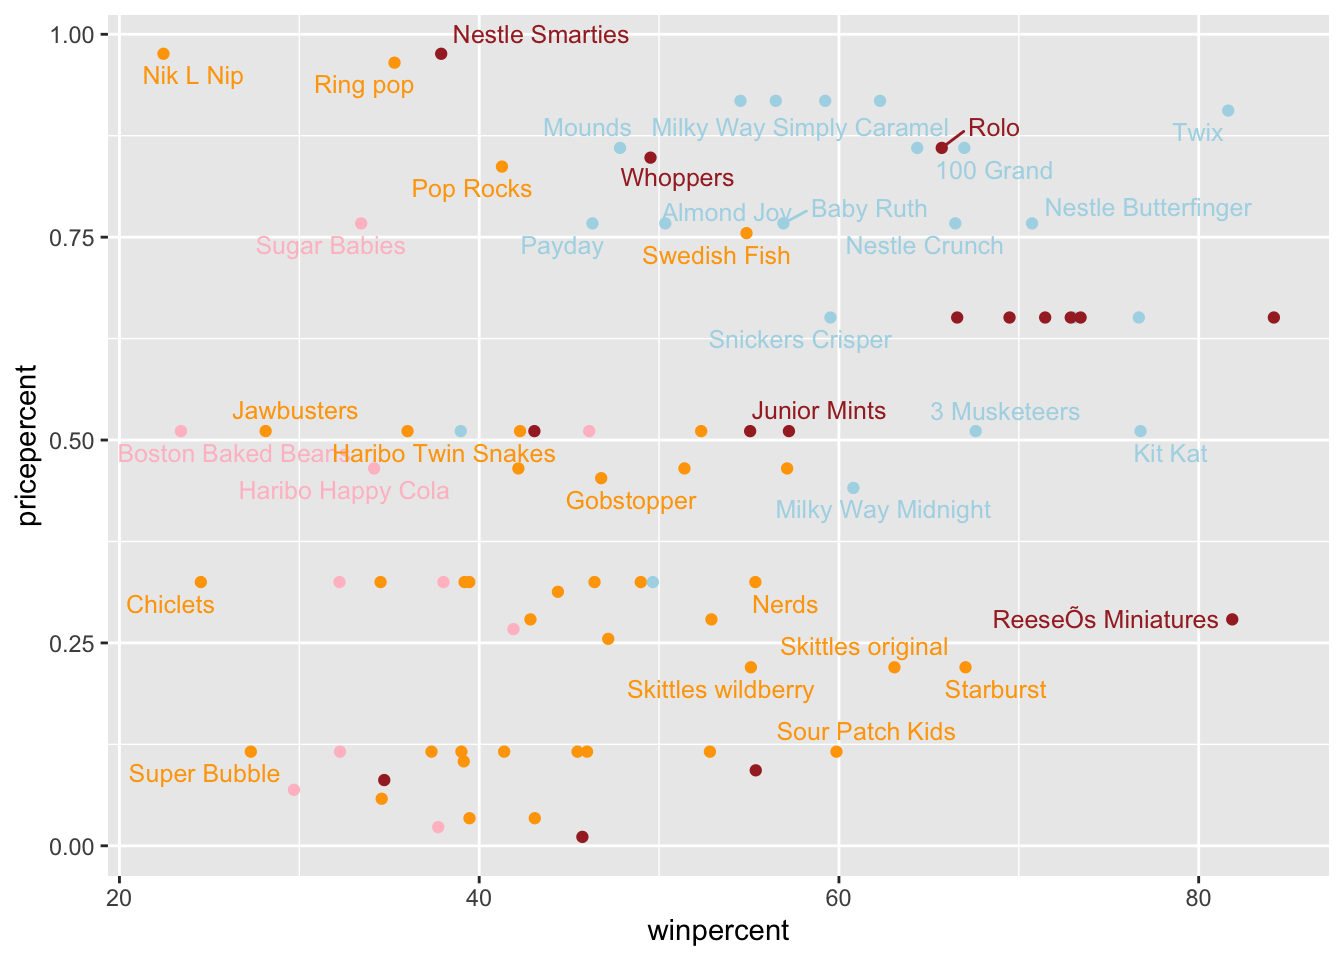 1.00
Nestle Smarties
Nik L Nip
Ring pop
Mounds
Milky Way Simply Caramel
Rolo
Twix
Whoppers
100 Grand
Pop Rocks
Almond Joy
Baby Ruth
Nestle Butterfinger
0.75
Sugar Babies
Payday
Swedish Fish
Nestle Crunch
Snickers Crisper
Jawbusters
Junior Mints
3 Musketeers
0.50
Boston Baked Beans
Haribo Twin Snakes
Kit Kat
Haribo Happy Cola
Gobstopper
Milky Way Midnight
Chiclets
Nerds
ReeseÕs Miniatures
0.25
Skittles original
Skittles wildberry
Starburst
Sour Patch Kids
Super Bubble
0.00
20
40
60
80
winpercent
pricepercent